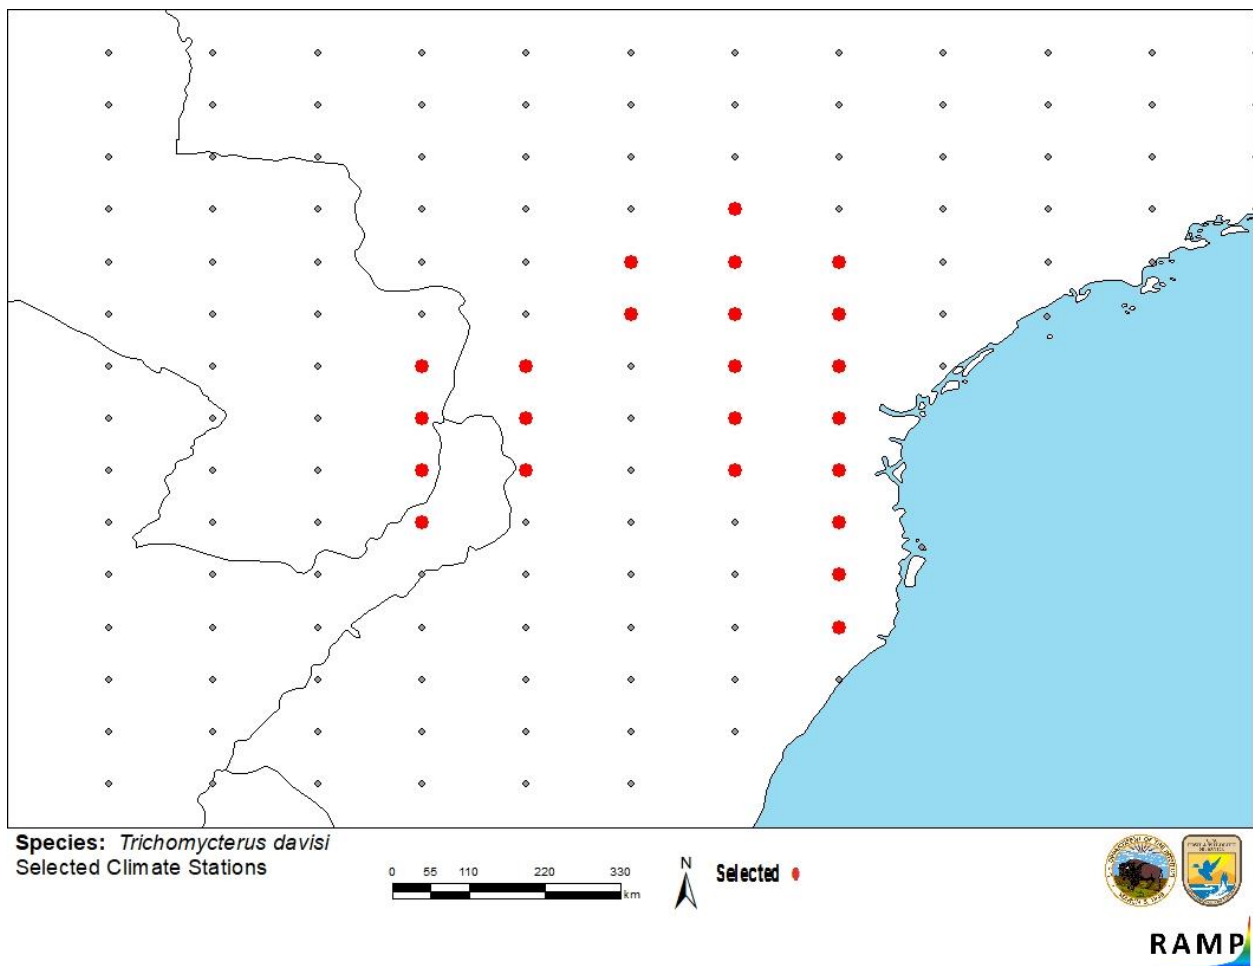 Species: Trichomycterus davisi
Selected Climate Stations
0 55 110 220 330
km
N
Selected
RAMP